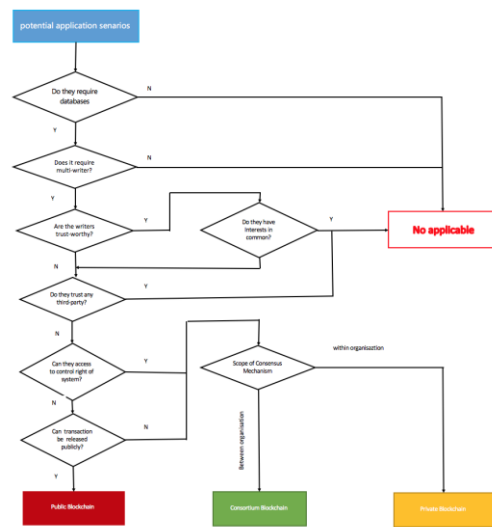 potential application senarios
Do they require
databases
N
Y
Does it require
multi-writer?
N
Y
Are the writers
trust-worthy?
Y
Do they have
interests in
common?
Y
No applicable
N
Do they trust any
third-party?
Y
N
Can they access
to control right of
system?
Y
Scope of Consensus
Mechanism
within organisaztion
N
Can transaction
be released
publicly?
N
Between organisation
Y
Public Blockchain
Consortium Blockchain
Private Blockchain